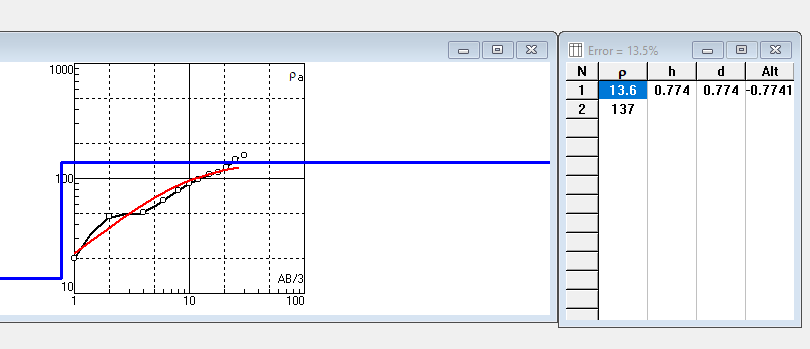 Error = 13.5%
1000
ρa
100
10
AB/3
1 10 100
N ρ h d Alt
1 13.6 0.774 0.774 -0.7741
2 137